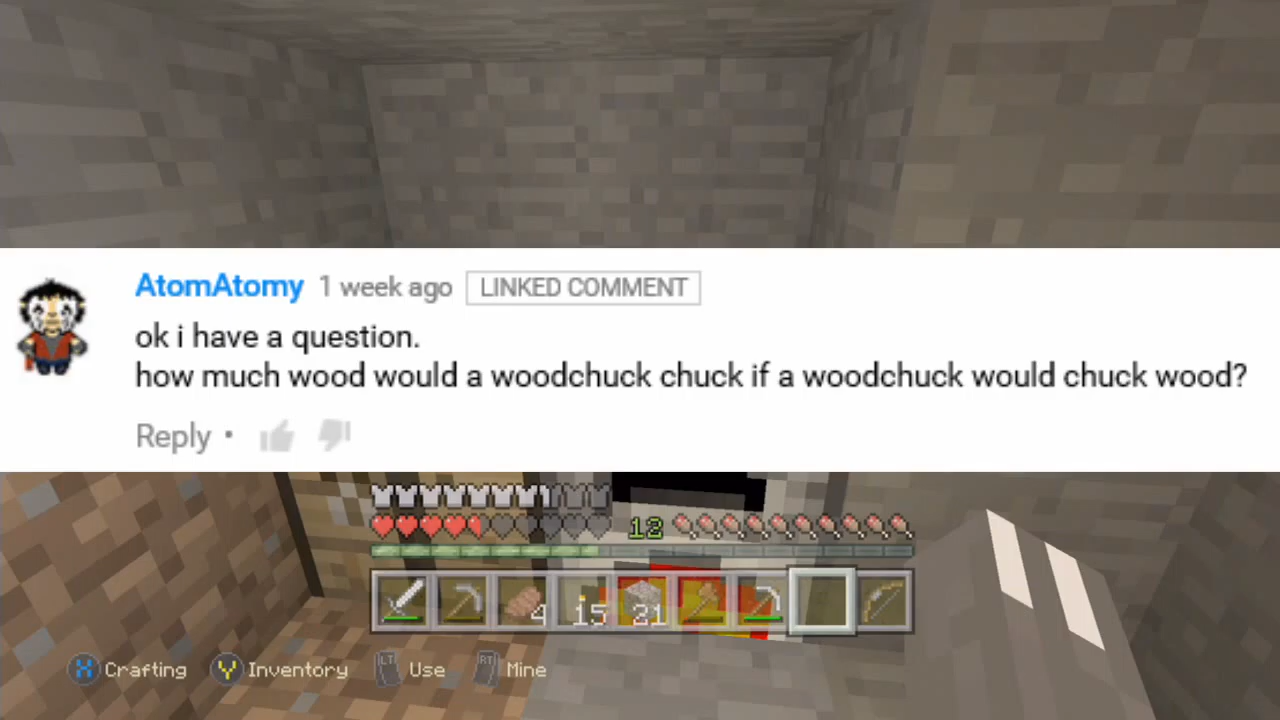 AtomAtomy 1 week ago LINKED COMMENT
ok i have a question.
how much wood would a woodchuck chuck if a woodchuck would chuck wood?
Reply •
12
4 15 21
X Crafting Y Inventory LT Use RT Mine